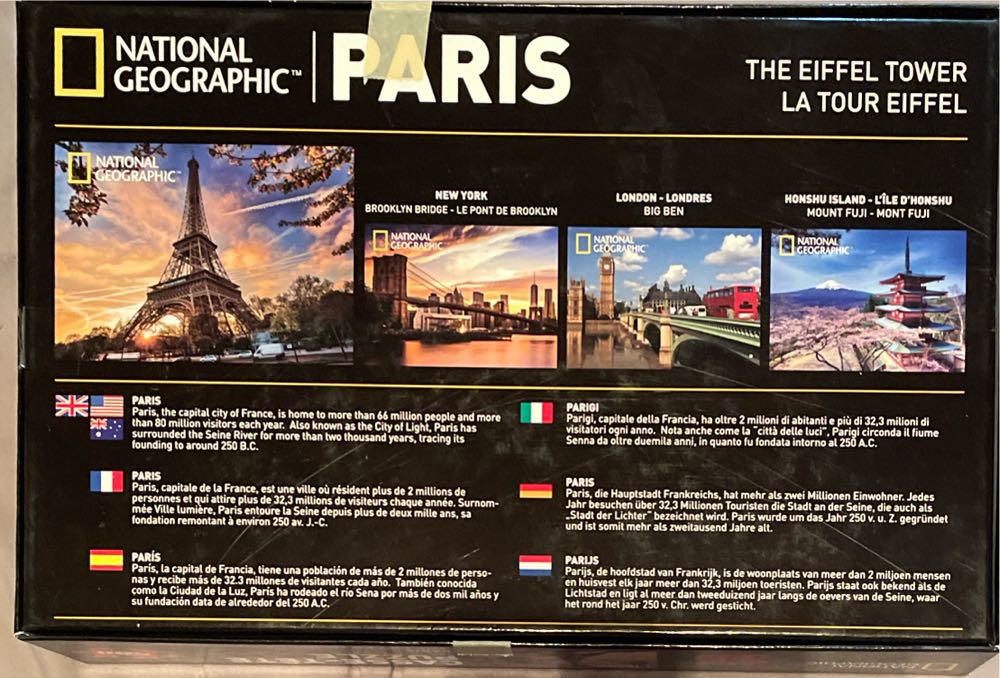 NATIONAL
GEOGRAPHIC™
PARIS
THE EIFFEL TOWER
LA TOUR EIFFEL
NATIONAL
GEOGRAPHIC™
NEW YORK
BROOKLYN BRIDGE - LE PONT DE BROOKLYN
NATIONAL
GEOGRAPHIC
LONDON - LONDRES
BIG BEN
NATIONAL
GEOGRAPHIC
HONSHU ISLAND - L'ÎLE D'HONSHU
MOUNT FUJI - MONT FUJI
NATIONAL
GEOGRAPHIC
PARIS
Paris, the capital city of France, is home to more than 66 million people and more
than 80 million visitors each year. Also known as the City of Light, Paris has
surrounded the Seine River for more than two thousand years, tracing its
founding to around 250 B.C.
PARIS
Paris, capitale de la France, est une ville où résident plus de 2 millions de
personnes et qui attire plus de 32,3 millions de visiteurs chaque année. Surnom-
mée Ville lumière, Paris entoure la Seine depuis plus de deux mille ans, sa
fondation remontant à environ 250 av. J.-C.
PARÍS
París, la capital de Francia, tiene una población de más de 2 millones de perso-
nas y recibe más de 32.3 millones de visitantes cada año. También conocida
como la Ciudad de la Luz, París ha rodeado el río Sena por más de dos mil años y
su fundación data de alrededor del 250 A.C.
PARIGI
Parigi, capitale della Francia, ha oltre 2 milioni di abitanti e più di 32,3 milioni di
visitatori ogni anno. Nota anche come la "città delle luci", Parigi circonda il fiume
Senna da oltre duemila anni, in quanto fu fondata intorno al 250 A.C.
PARIS
Paris, die Hauptstadt Frankreichs, hat mehr als zwei Millionen Einwohner. Jedes
Jahr besuchen über 32,3 Millionen Touristen die Stadt an der Seine, die auch als
„Stadt der Lichter" bezeichnet wird. Paris wurde um das Jahr 250 v. u. Z. gegründet
und ist somit mehr als zweitausend Jahre alt.
PARIJS
Parijs, de hoofdstad van Frankrijk, is de woonplaats van meer dan 2 miljoen mensen
en huisvest elk jaar meer dan 32,3 miljoen toeristen. Parijs staat ook bekend als de
Lichtstad en ligt al meer dan tweeduizend jaar langs de oevers van de Seine, waar
het rond het jaar 250 v. Chr. werd gesticht.